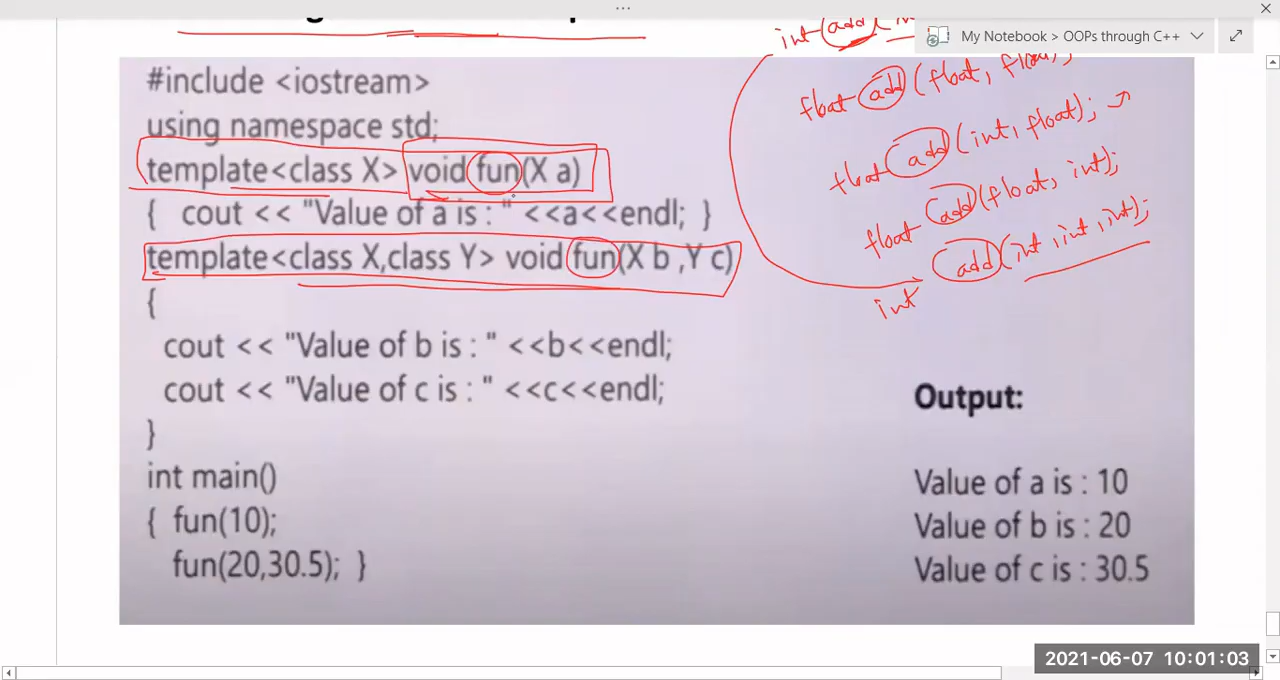 My Notebook > OOPs through C++
int add(
float add (float, float);
float add (int, float);
float add (float, int);
int add (int, int, int);
#include <iostream>
using namespace std;
template<class X> void fun(X a)
{ cout << "Value of a is : " <<a<<endl; }
template<class X,class Y> void fun(X b ,Y c)
{
cout << "Value of b is : " <<b<<endl;
cout << "Value of c is : " <<c<<endl;
}
int main()
{ fun(10);
fun(20,30.5); }
Output:
Value of a is : 10
Value of b is : 20
Value of c is : 30.5
2021-06-07 10:01:03